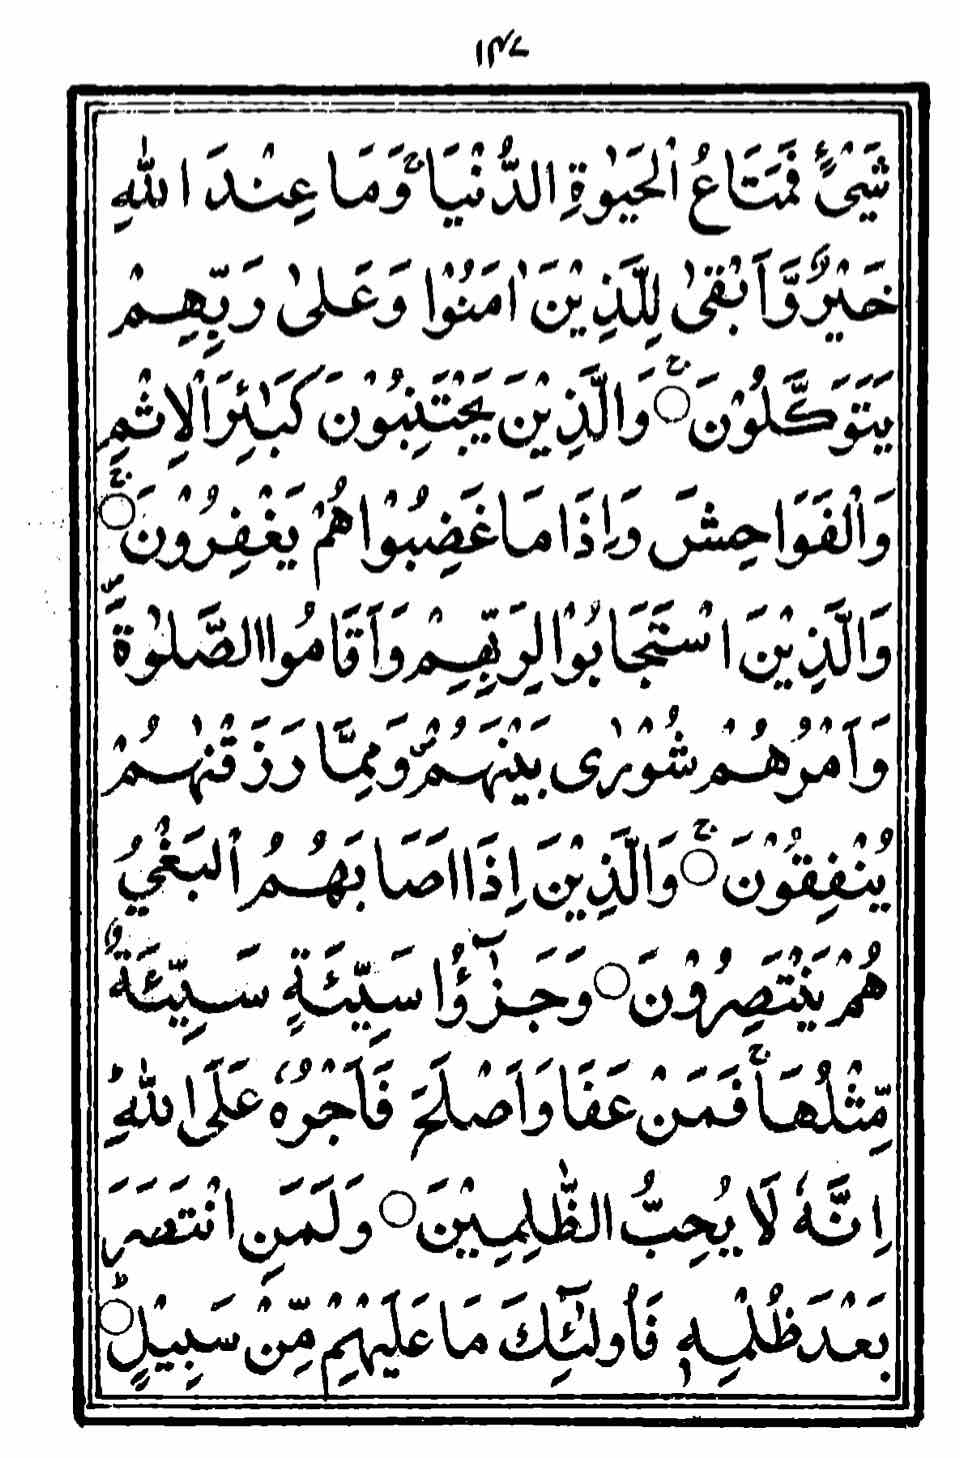 ١٤٧
شَیْءٍ فَمَتَاعُ الْحَیٰوةِ الدُّنْیَا ۚ وَمَا عِنْدَ اللّٰهِ
خَیْرٌ وَّاَبْقٰی لِلَّذِیْنَ اٰمَنُوْا وَعَلٰی رَبِّهِمْ
یَتَوَکَّلُوْنَ ۚ○ وَالَّذِیْنَ یَجْتَنِبُوْنَ کَبٰٓئِرَ الْاِثْمِ
وَالْفَوَاحِشَ وَاِذَا مَا غَضِبُوْا هُمْ یَغْفِرُوْنَ ۚ○
وَالَّذِیْنَ اسْتَجَابُوْا لِرَبِّهِمْ وَاَقَامُوا الصَّلٰوةَ ۪
وَاَمْرُهُمْ شُوْرٰی بَیْنَهُمْ ۪ وَمِمَّا رَزَقْنٰهُمْ
یُنْفِقُوْنَ ۚ○ وَالَّذِیْنَ اِذَا اَصَابَهُمُ الْبَغْیُ
هُمْ یَنْتَصِرُوْنَ ○ وَجَزٰٓؤُا سَیِّئَةٍ سَیِّئَةٌ
مِّثْلُهَا ۚ فَمَنْ عَفَا وَاَصْلَحَ فَاَجْرُهٗ عَلَی اللّٰهِ ؕ
اِنَّهٗ لَا یُحِبُّ الظّٰلِمِیْنَ ○ وَلَمَنِ انْتَصَرَ
بَعْدَ ظُلْمِهٖ فَاُولٰٓئِكَ مَا عَلَیْهِمْ مِّنْ سَبِیْلٍ ؕ○